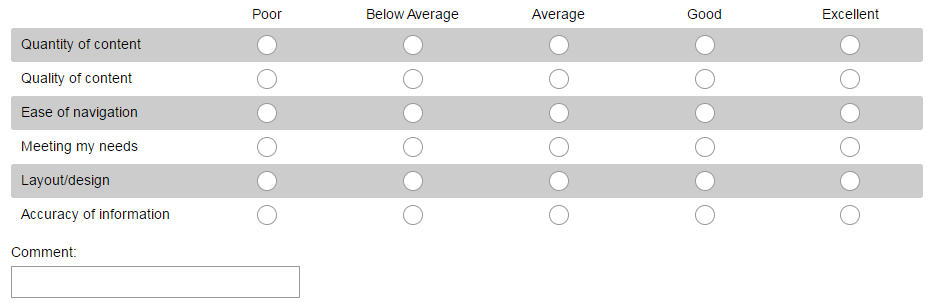 Poor Below Average Average Good Excellent
Quantity of content
Quality of content
Ease of navigation
Meeting my needs
Layout/design
Accuracy of information
Comment: